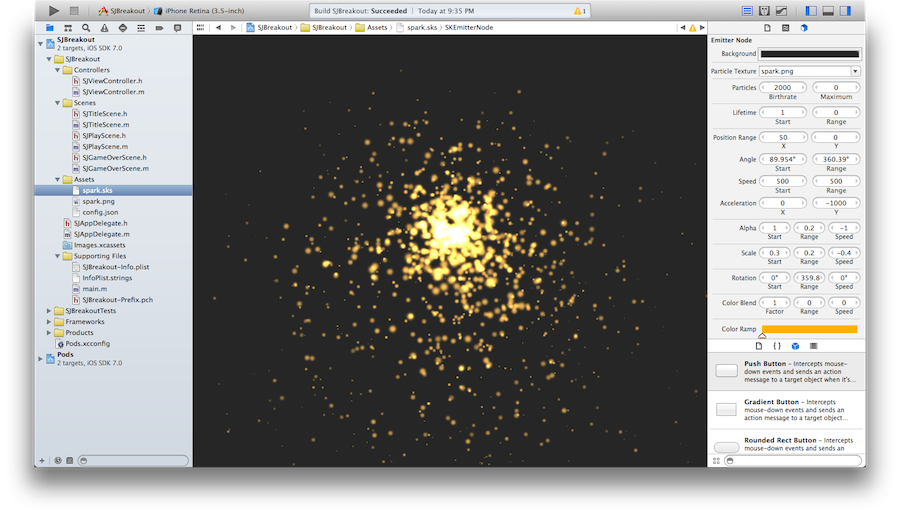 SJBreakout 〉 iPhone Retina (3.5-inch)
Build SJBreakout: Succeeded | Today at 9:35 PM
1
SJBreakout 〉 SJBreakout 〉 Assets 〉 spark.sks 〉 SKEmitterNode
SJBreakout
2 targets, iOS SDK 7.0
SJBreakout
Controllers
SJViewController.h
SJViewController.m
Scenes
SJTitleScene.h
SJTitleScene.m
SJPlayScene.h
SJPlayScene.m
SJGameOverScene.h
SJGameOverScene.m
Assets
spark.sks
spark.png
config.json
SJAppDelegate.h
SJAppDelegate.m
Images.xcassets
Supporting Files
SJBreakout-Info.plist
InfoPlist.strings
main.m
SJBreakout-Prefix.pch
SJBreakoutTests
Frameworks
Products
Pods.xcconfig
Pods
2 targets, iOS SDK 7.0
Emitter Node
Background
Particle Texture spark.png
Particles 2000 0
Birthrate Maximum
Lifetime 1 0
Start Range
Position Range 50 0
X Y
Angle 89.954° 360.39°
Start Range
Speed 500 500
Start Range
Acceleration 0 -1000
X Y
Alpha 1 0.2 -1
Start Range Speed
Scale 0.3 0.2 -0.4
Start Range Speed
Rotation 0° 359.8 0°
Start Range Speed
Color Blend 1 0 0
Factor Range Speed
Color Ramp
{ }
Push Button - Intercepts mouse-
down events and sends an action
message to a target object when it's...
Gradient Button - Intercepts
mouse-down events and sends an
action message to a target object...
Rounded Rect Button - Intercepts
mouse-down events and sends an